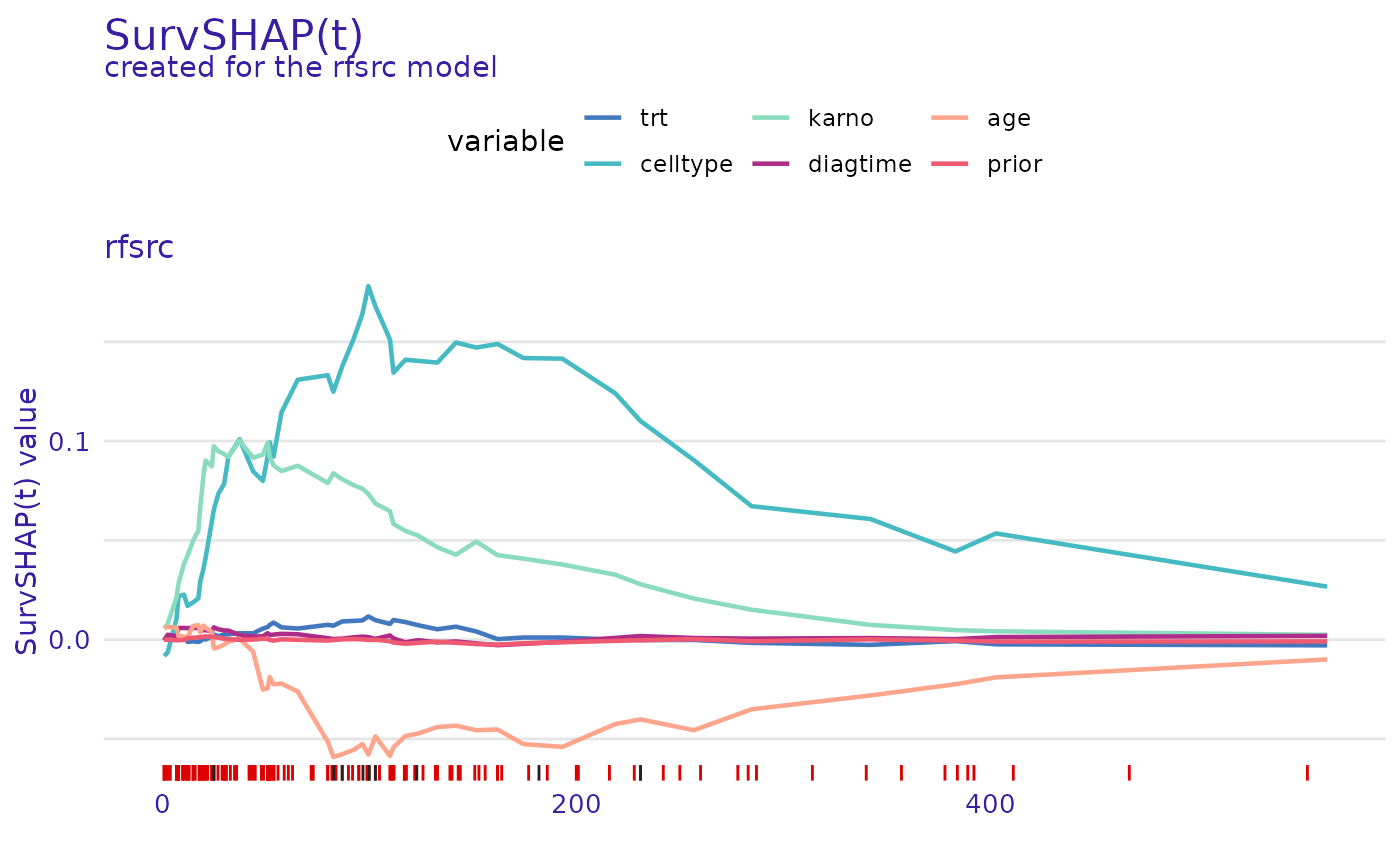 SurvSHAP(t)
created for the rfsrc model
variable
trt karno age
celltype diagtime prior
rfsrc
SurvSHAP(t) value
0.1
0.0
0 200 400